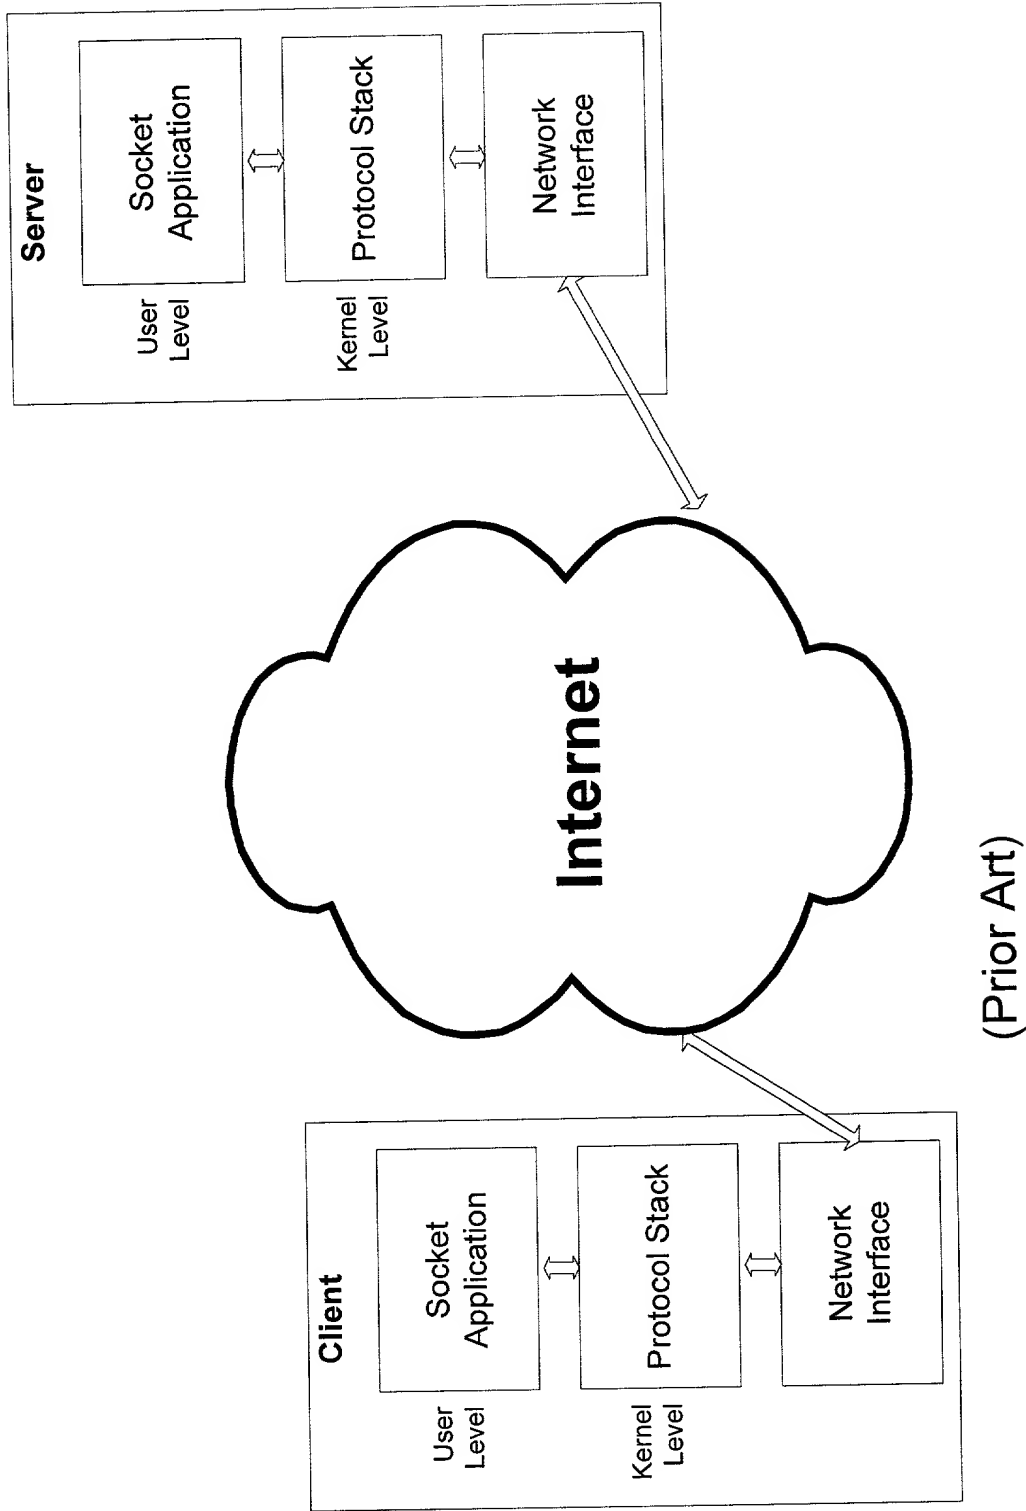 Client
User
Level
Socket
Application
Kernel
Level
Protocol Stack
Network
Interface
Internet
Server
User
Level
Socket
Application
Kernel
Level
Protocol Stack
Network
Interface
(Prior Art)